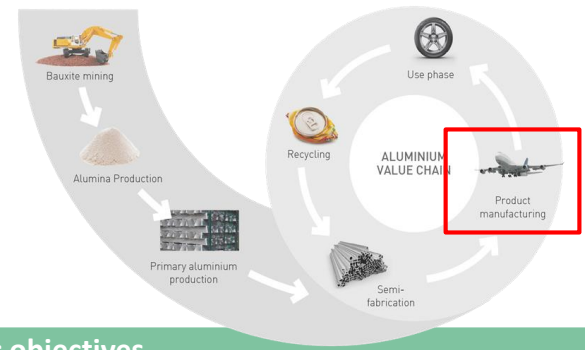 Bauxite mining
Use phase
Recycling
ALUMINIUM
VALUE CHAIN
Alumina Production
Product
manufacturing
Primary aluminium
production
Semi-
fabrication
objectives